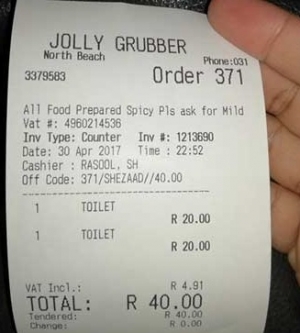 JOLLY GRUBBER
North Beach
Phone:031
3379583
Order 371
All Food Prepared Spicy Pls ask for Mild
Vat #: 4960214536
Inv Type: Counter Inv #: 1213690
Date: 30 Apr 2017 Time : 22:52
Cashier : RASOOL, SH
Off Code: 371/SHEZAAD//40.00
1 TOILET
R 20.00
1 TOILET
R 20.00
VAT Incl.: R 4.91
TOTAL: R 40.00
Tendered: R 40.00
Change: R 0.00